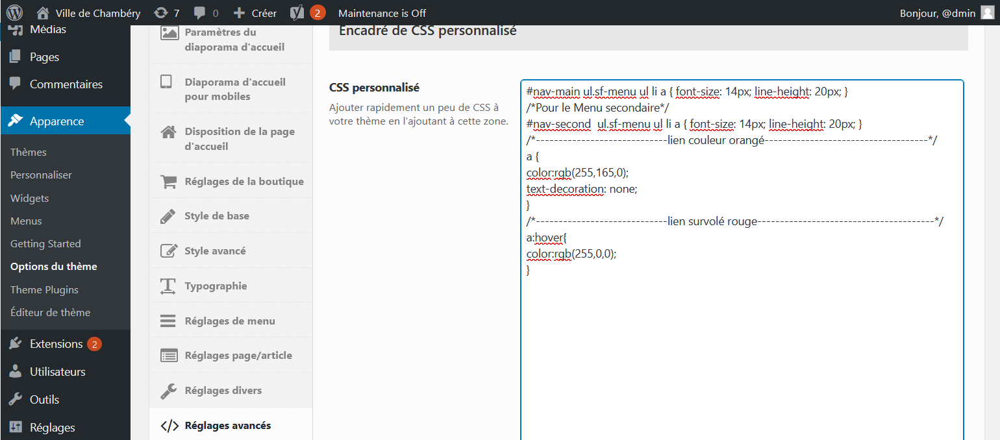 Ville de Chambéry 7 0 Créer 2 Maintenance is Off Bonjour, @dmin
Médias
Pages
Commentaires
Apparence
Thèmes
Personnaliser
Widgets
Menus
Getting Started
Options du thème
Theme Plugins
Éditeur de thème
Extensions 2
Utilisateurs
Outils
Réglages
Paramètres du
diaporama d'accueil
Diaporama d'accueil
pour mobiles
Disposition de la page
d'accueil
Réglages de la boutique
Style de base
Style avancé
Typographie
Réglages de menu
Réglages page/article
Réglages divers
Réglages avancés
Encadré de CSS personnalisé
CSS personnalisé
Ajouter rapidement un peu de CSS à
votre thème en l'ajoutant à cette zone.
#nav-main ul.sf-menu ul li a { font-size: 14px; line-height: 20px; }
/*Pour le Menu secondaire*/
#nav-second  ul.sf-menu ul li a { font-size: 14px; line-height: 20px; }
/*-----------------------------lien couleur orangé------------------------------------*/
a {
color:rgb(255,165,0);
text-decoration: none;
}
/*-----------------------------lien survolé rouge---------------------------------------*/
a:hover{
color:rgb(255,0,0);
}